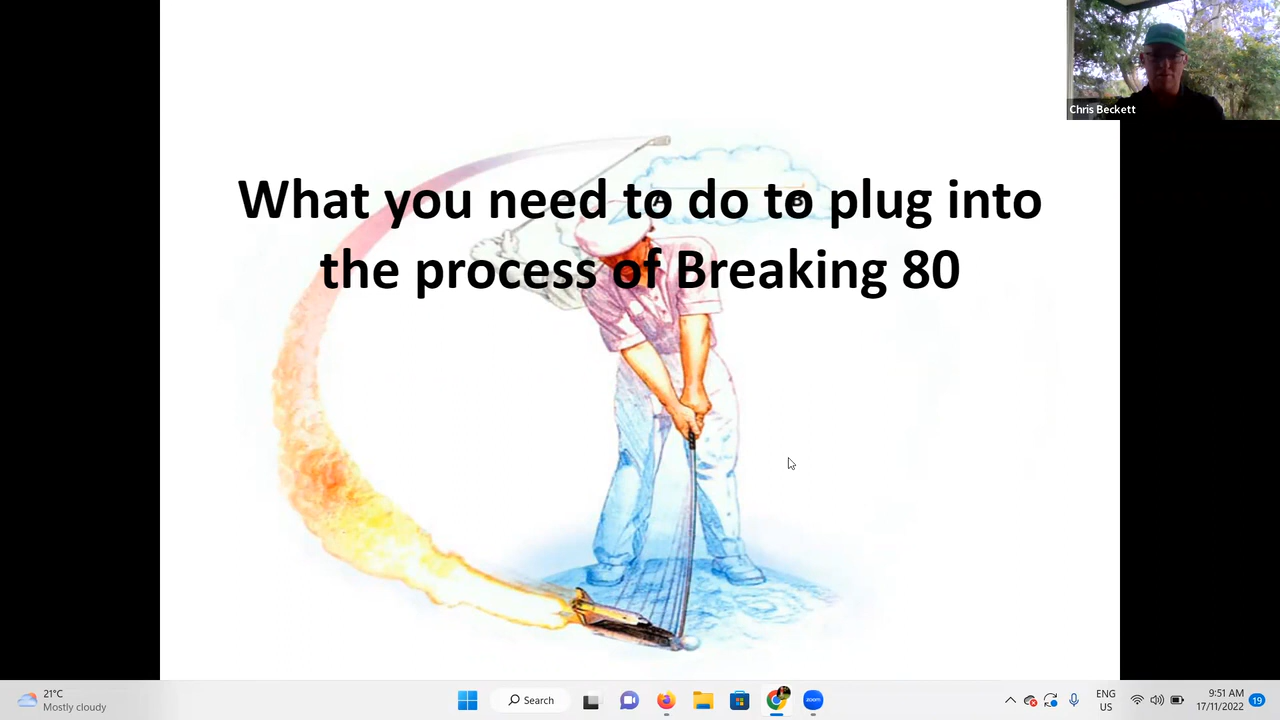 Chris Beckett
What you need to do to plug into
the process of Breaking 80
A B
21°C
Mostly cloudy
Search
zoom
ENG
US
9:51 AM
17/11/2022
19